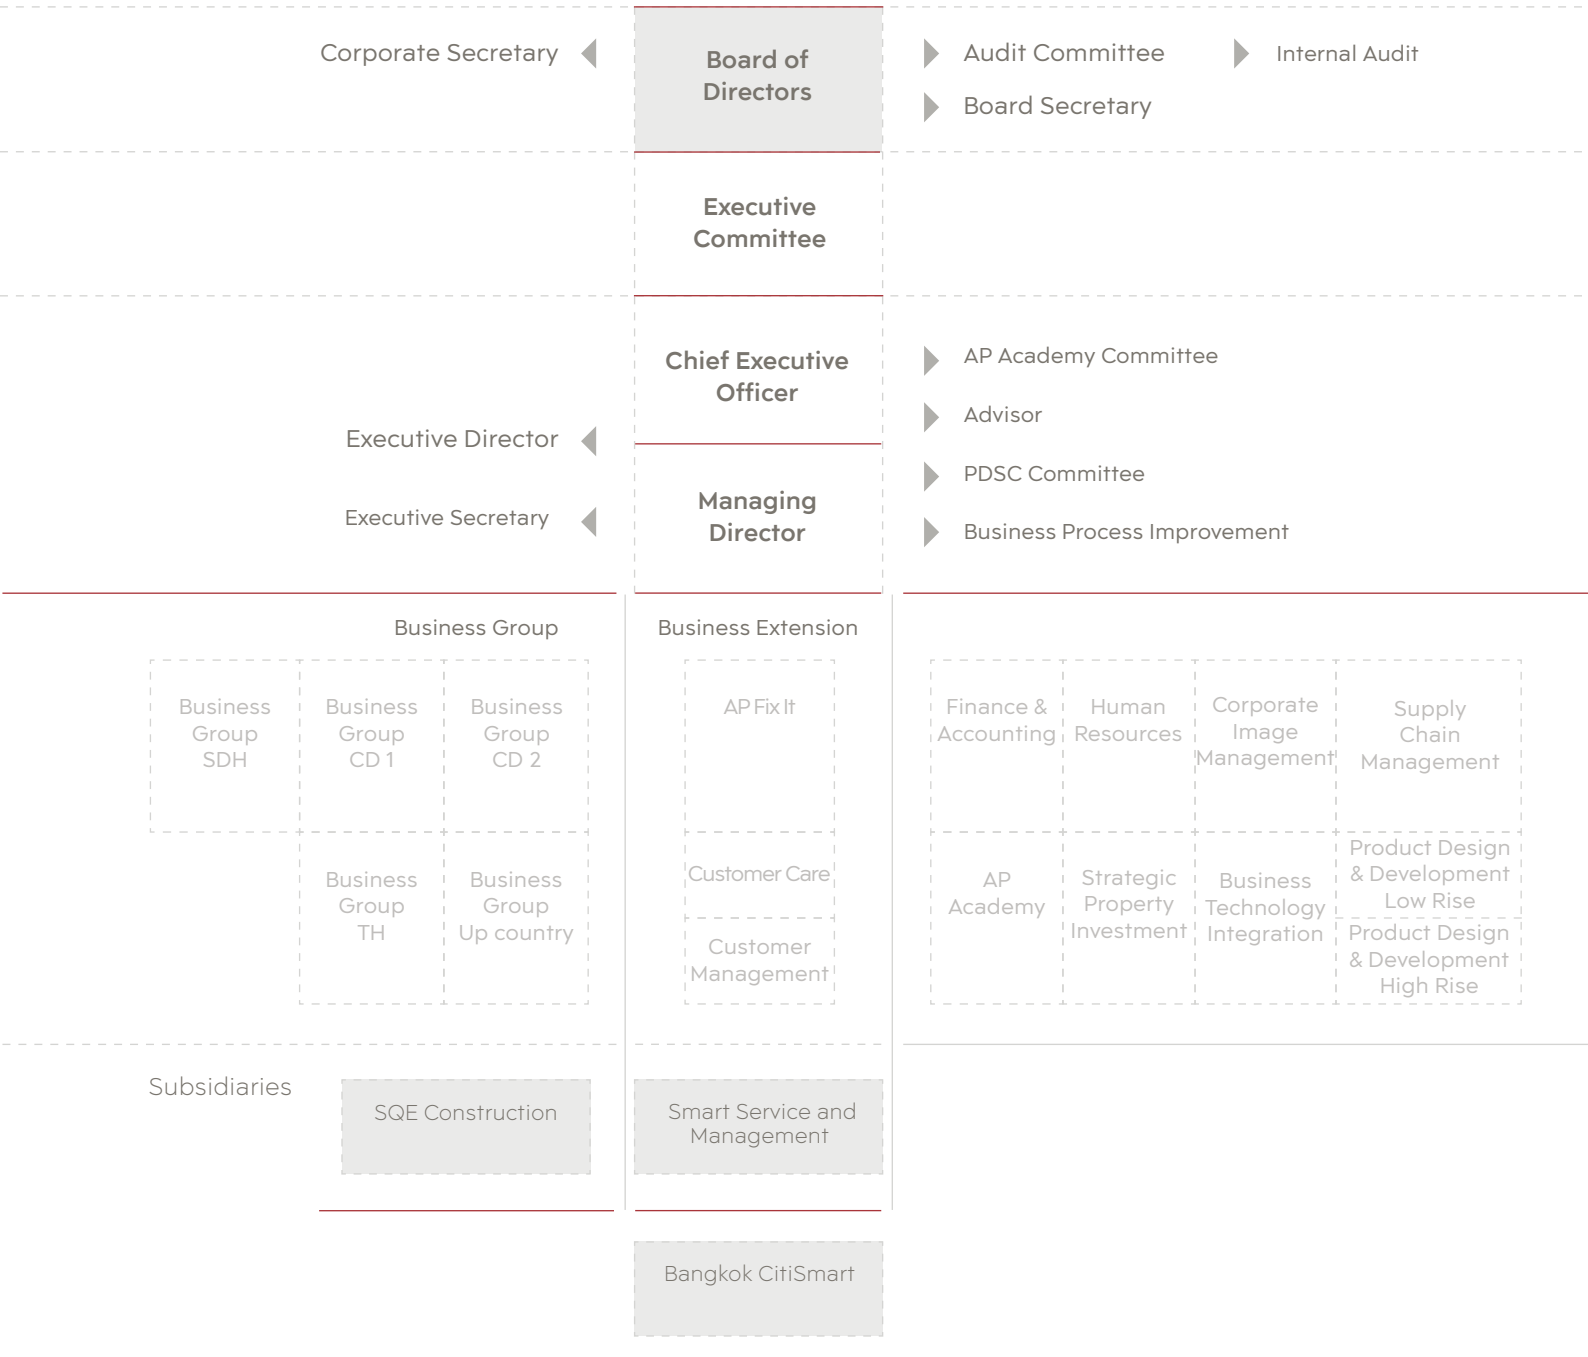 Corporate Secretary
Board of
Directors
Audit Committee
Internal Audit
Board Secretary
Executive
Committee
Chief Executive
Officer
AP Academy Committee
Advisor
Executive Director
PDSC Committee
Managing
Director
Executive Secretary
Business Process Improvement
Business Group
Business Extension
Business
Group
SDH
Business
Group
CD 1
Business
Group
CD 2
Business
Group
TH
Business
Group
Up country
AP Fix It
Customer Care
Customer
Management
Finance &
Accounting
Human
Resources
Corporate
Image
Management
Supply
Chain
Management
AP
Academy
Strategic
Property
Investment
Business
Technology
Integration
Product Design
& Development
Low Rise
Product Design
& Development
High Rise
Subsidiaries
SQE Construction
Smart Service and
Management
Bangkok CitiSmart